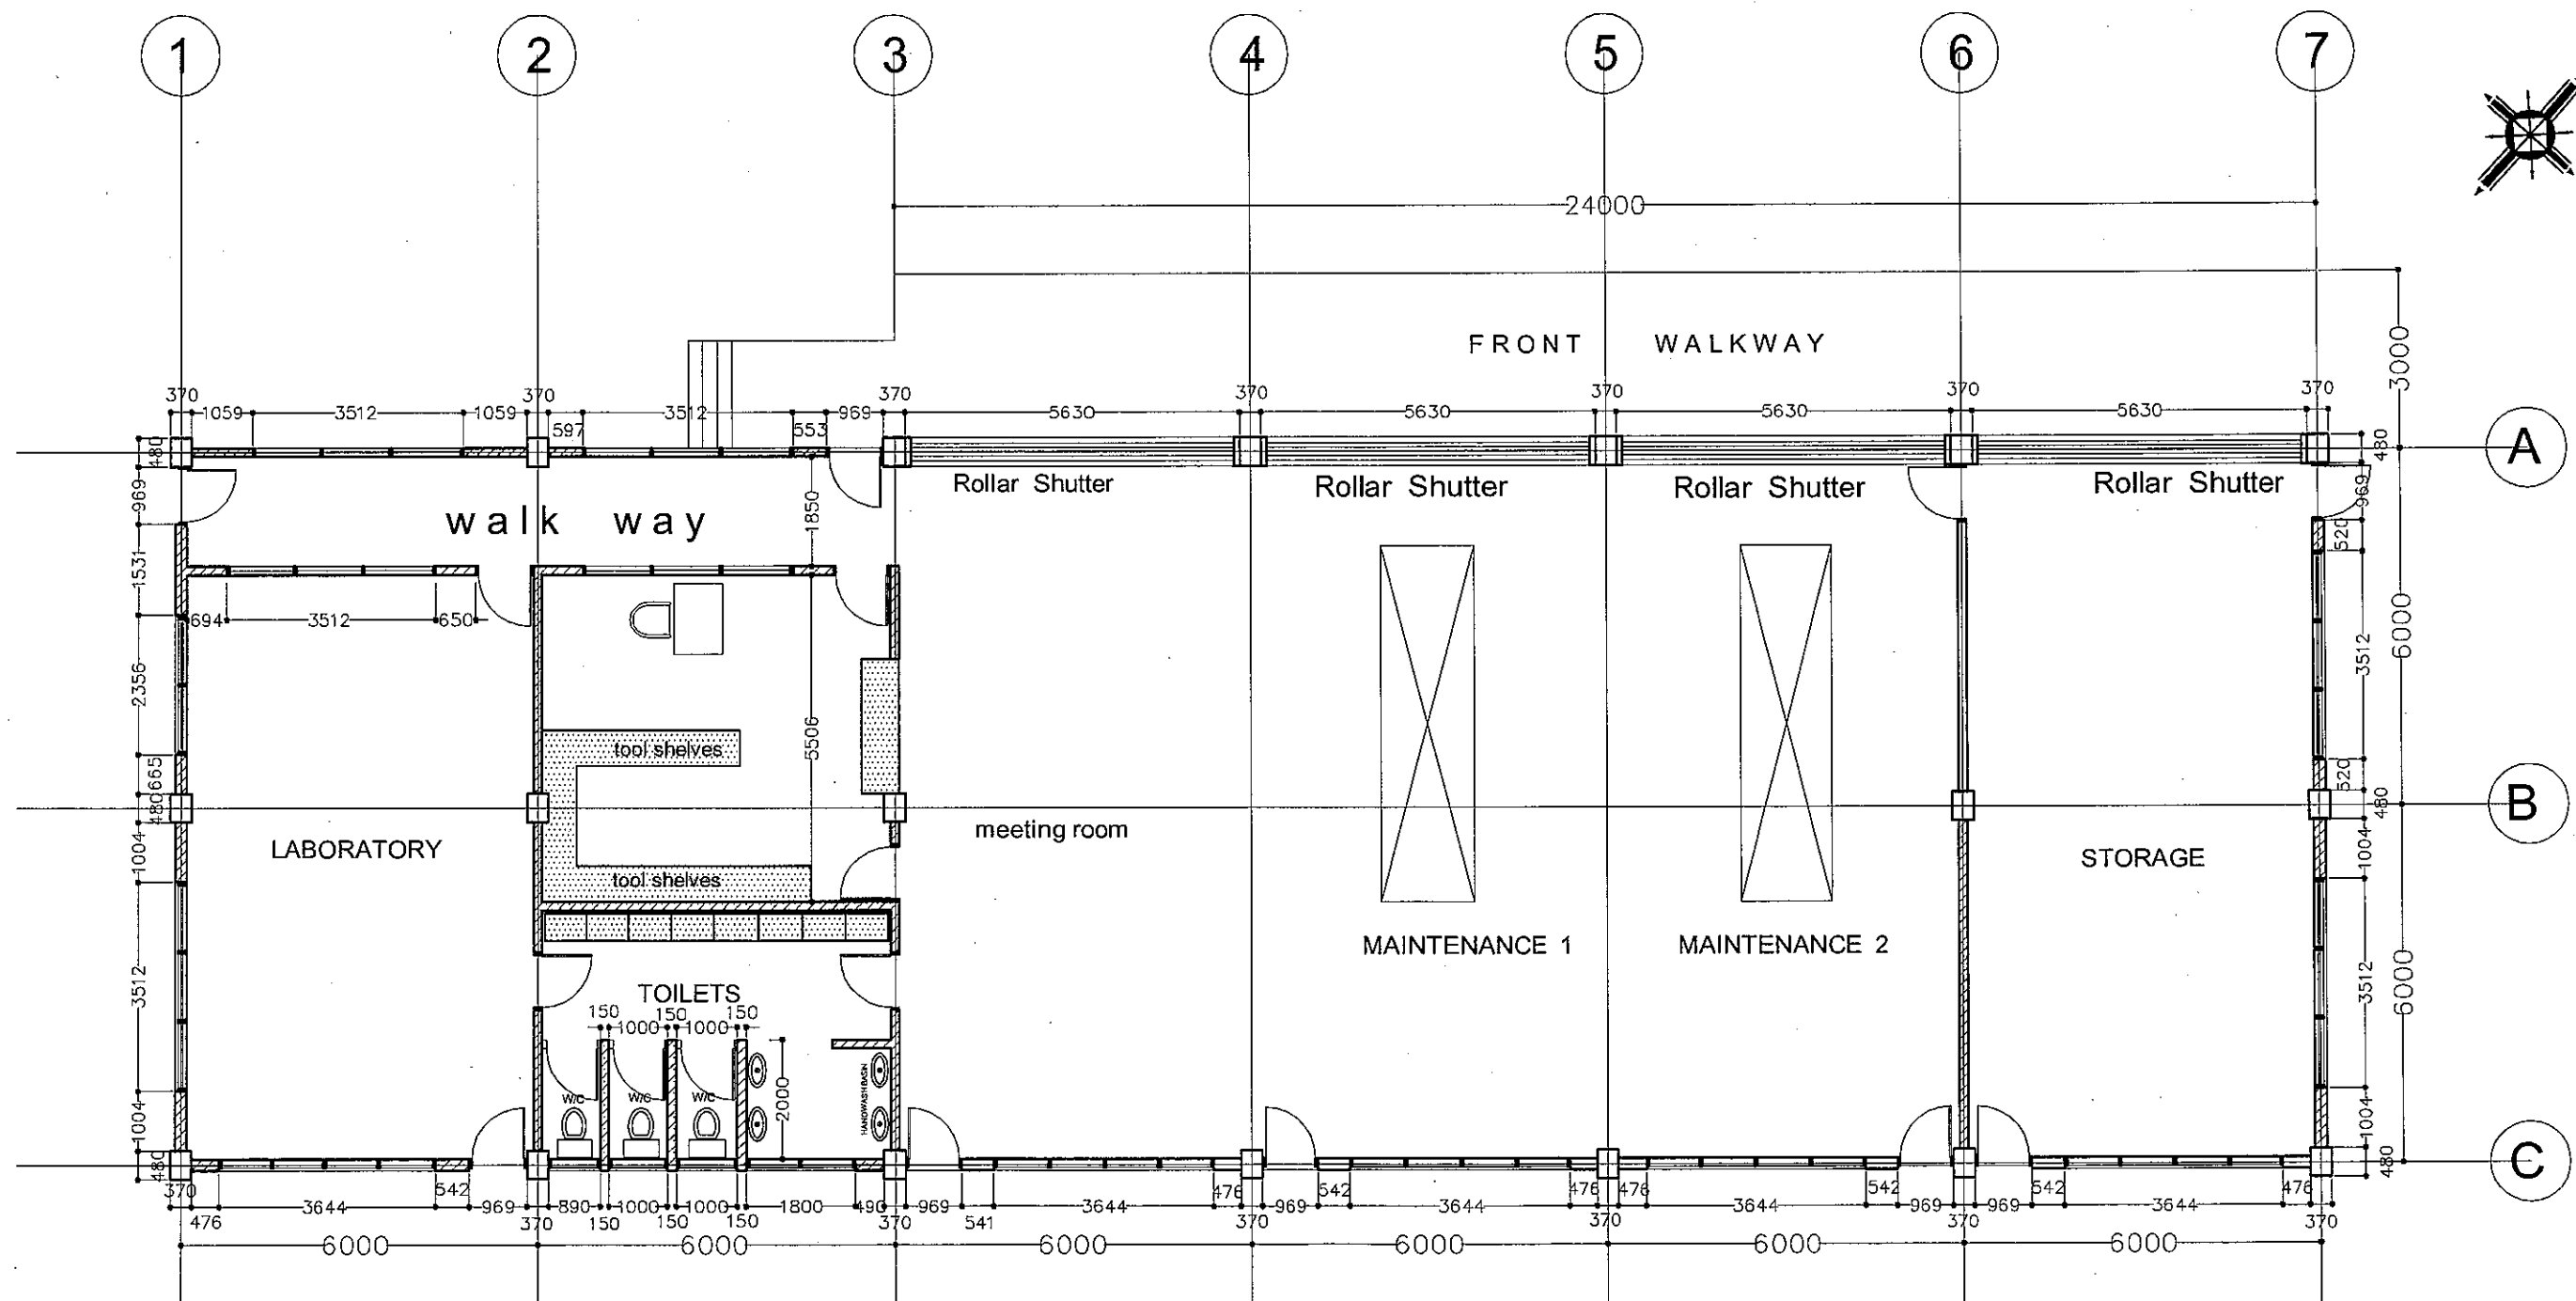 1 2 3 4 5 6 7
24000
FRONT WALKWAY
3000
370 370 370 370 370 370 370
1059 3512 1059 3512 969 5630 5630 5630 5630
597 553
480 480
A
Rollar Shutter Rollar Shutter Rollar Shutter Rollar Shutter
969 969
walk way
1850
520
1531
694 3512 650
6000
3512
2356
tool shelves
5506
665
520
480 480
B
meeting room
1004 1004
LABORATORY
STORAGE
tool shelves
MAINTENANCE 1 MAINTENANCE 2
3512 3512
6000
TOILETS
150 150 150
1000 1000
2000
W/C W/C W/C
HANDWASH BASIN
1004 1004
480 480
C
370 542 476 542 476 476 542 542 476
3644 969 890 1000 1000 1800 490 969 3644 969 3644 3644 969 969 3644
476 370 150 150 150 370 541 370 370 370 370
6000 6000 6000 6000 6000 6000